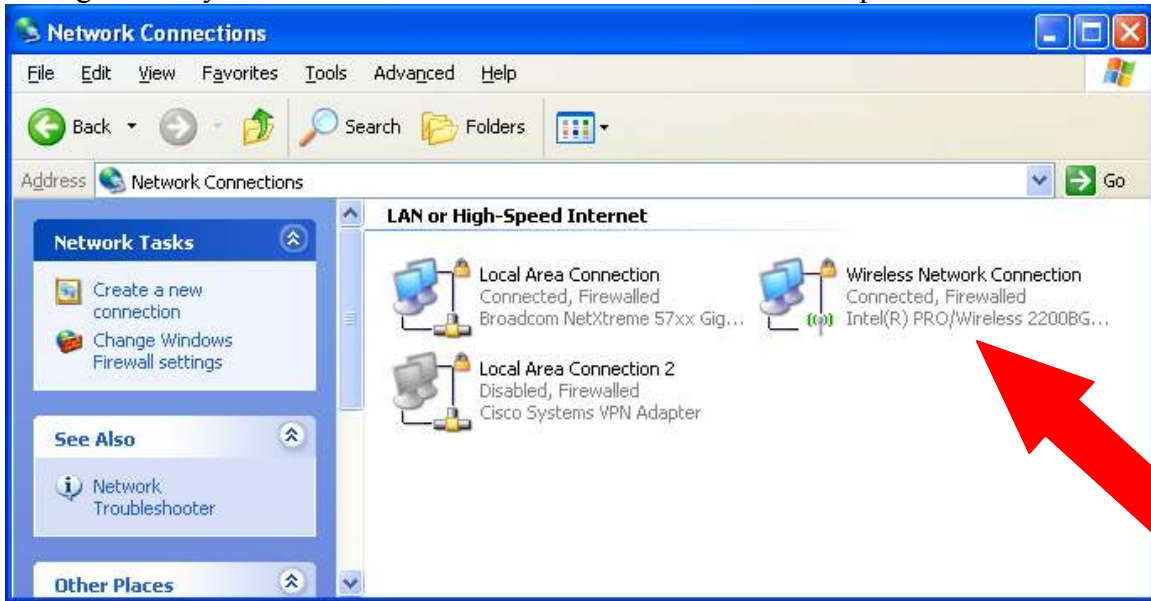 Network Connections
File Edit View Favorites Tools Advanced Help
Back Search Folders
Address Network Connections Go
Network Tasks
Create a new
connection
Change Windows
Firewall settings
See Also
Network
Troubleshooter
Other Places
LAN or High-Speed Internet
Local Area Connection
Connected, Firewalled
Broadcom NetXtreme 57xx Gig...
Wireless Network Connection
Connected, Firewalled
Intel(R) PRO/Wireless 2200BG...
Local Area Connection 2
Disabled, Firewalled
Cisco Systems VPN Adapter